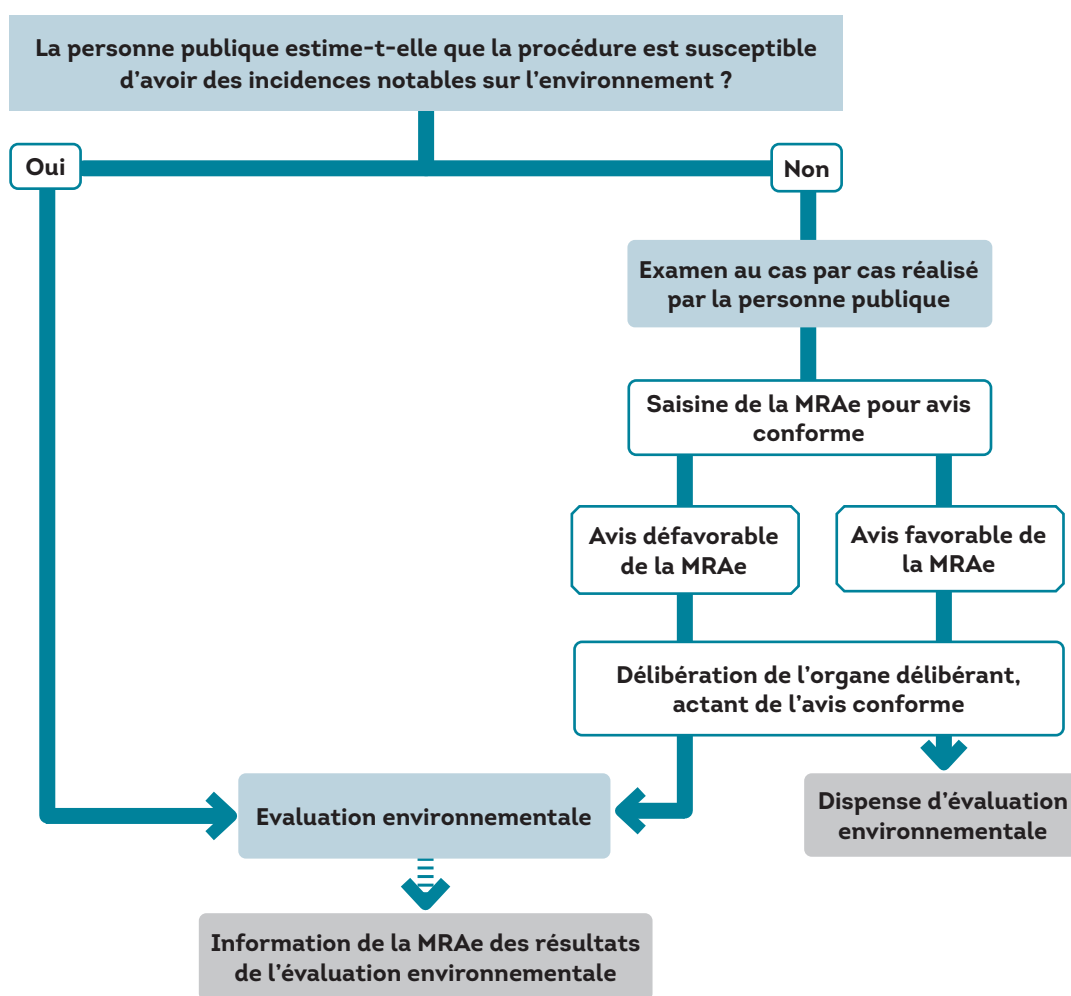 La personne publique estime-t-elle que la procédure est susceptible
d'avoir des incidences notables sur l'environnement ?
Oui
Non
Examen au cas par cas réalisé
par la personne publique
Saisine de la MRAe pour avis
conforme
Avis défavorable
de la MRAe
Avis favorable de
la MRAe
Délibération de l'organe délibérant,
actant de l'avis conforme
Evaluation environnementale
Dispense d'évaluation
environnementale
Information de la MRAe des résultats
de l'évaluation environnementale